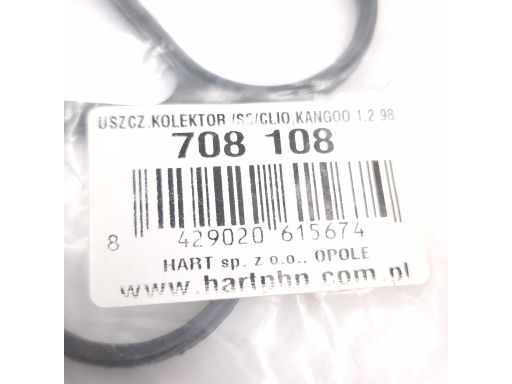 USZCZ.KOLEKTOR /SS/CLIO,KANGOO 1.2 98
708 108
8 429020 615674
HART sp. z o.o., OPOLE
www.hartphp.com.pl